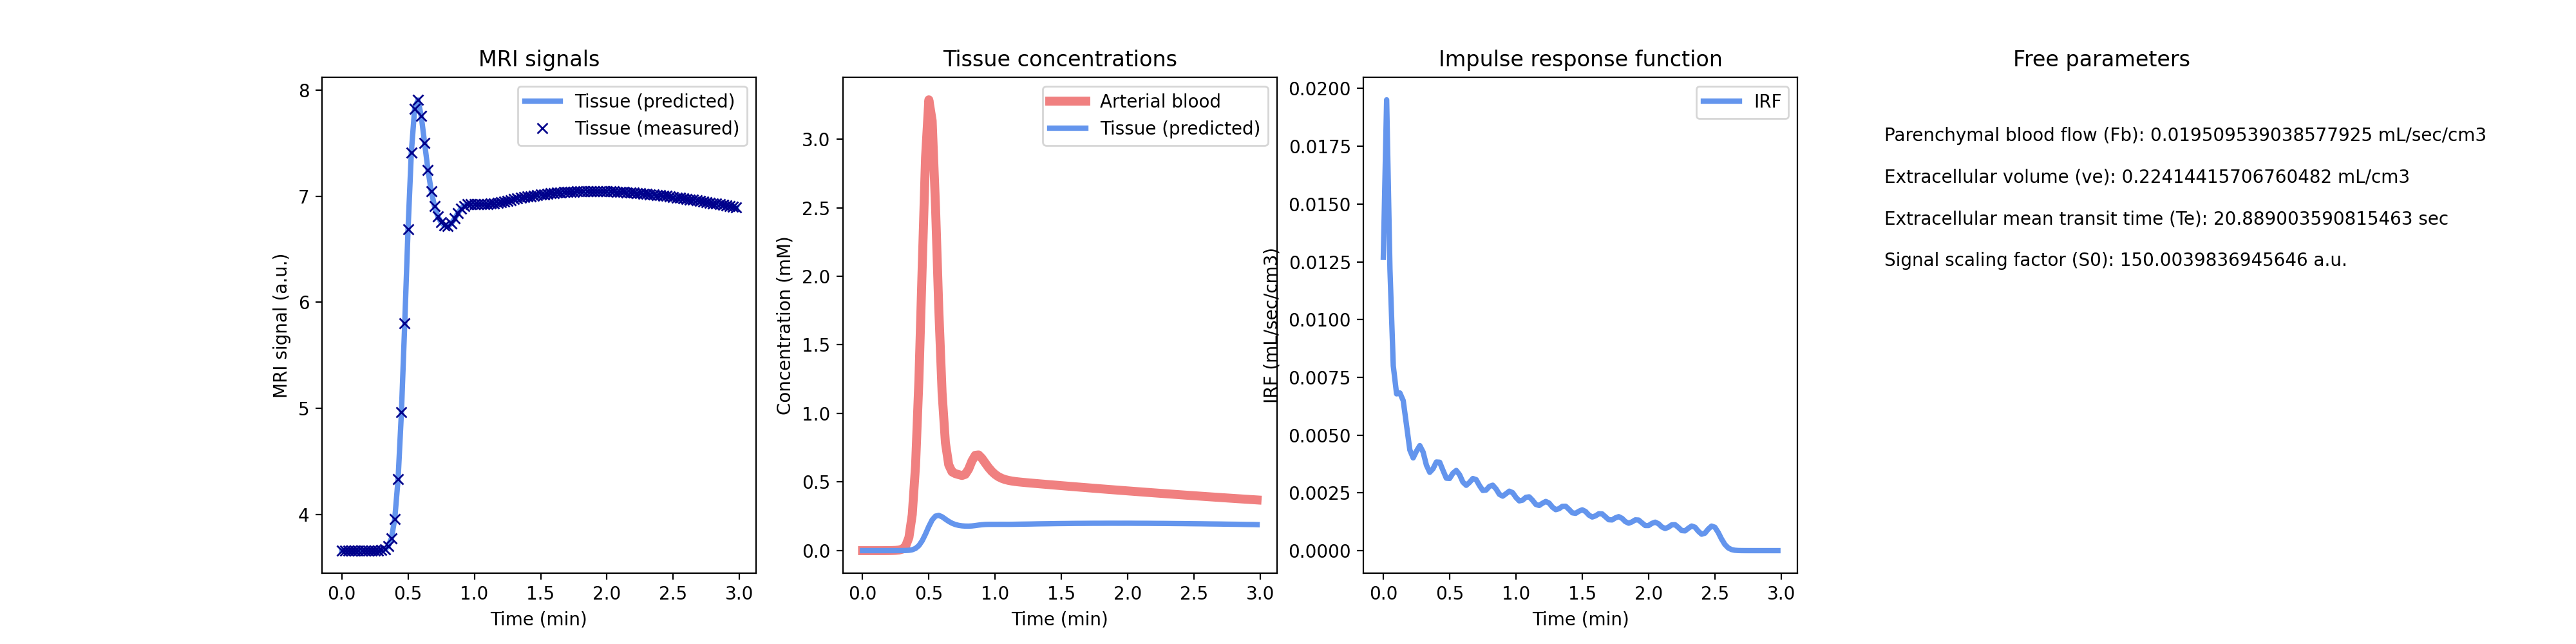 MRI signals
MRI signal (a.u.)
8
7
6
5
4
Tissue (predicted)
Tissue (measured)
0.0 0.5 1.0 1.5 2.0 2.5 3.0
Time (min)
Tissue concentrations
Concentration (mM)
3.0
2.5
2.0
1.5
1.0
0.5
0.0
Arterial blood
Tissue (predicted)
0.0 0.5 1.0 1.5 2.0 2.5 3.0
Time (min)
Impulse response function
IRF (mL/sec/cm3)
0.0200
0.0175
0.0150
0.0125
0.0100
0.0075
0.0050
0.0025
0.0000
IRF
0.0 0.5 1.0 1.5 2.0 2.5 3.0
Time (min)
Free parameters
Parenchymal blood flow (Fb): 0.019509539038577925 mL/sec/cm3
Extracellular volume (ve): 0.22414415706760482 mL/cm3
Extracellular mean transit time (Te): 20.889003590815463 sec
Signal scaling factor (S0): 150.0039836945646 a.u.